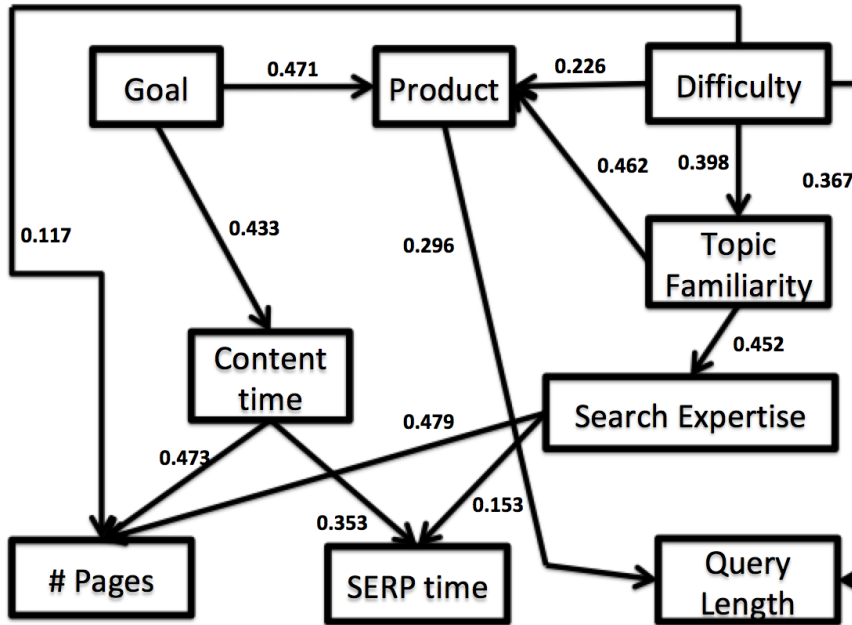 Goal
0.471
Product
0.226
Difficulty
0.462
0.398
0.367
0.117
0.433
0.296
Topic
Familiarity
0.452
Content
time
0.479
Search Expertise
0.473
0.353
0.153
# Pages
SERP time
Query
Length